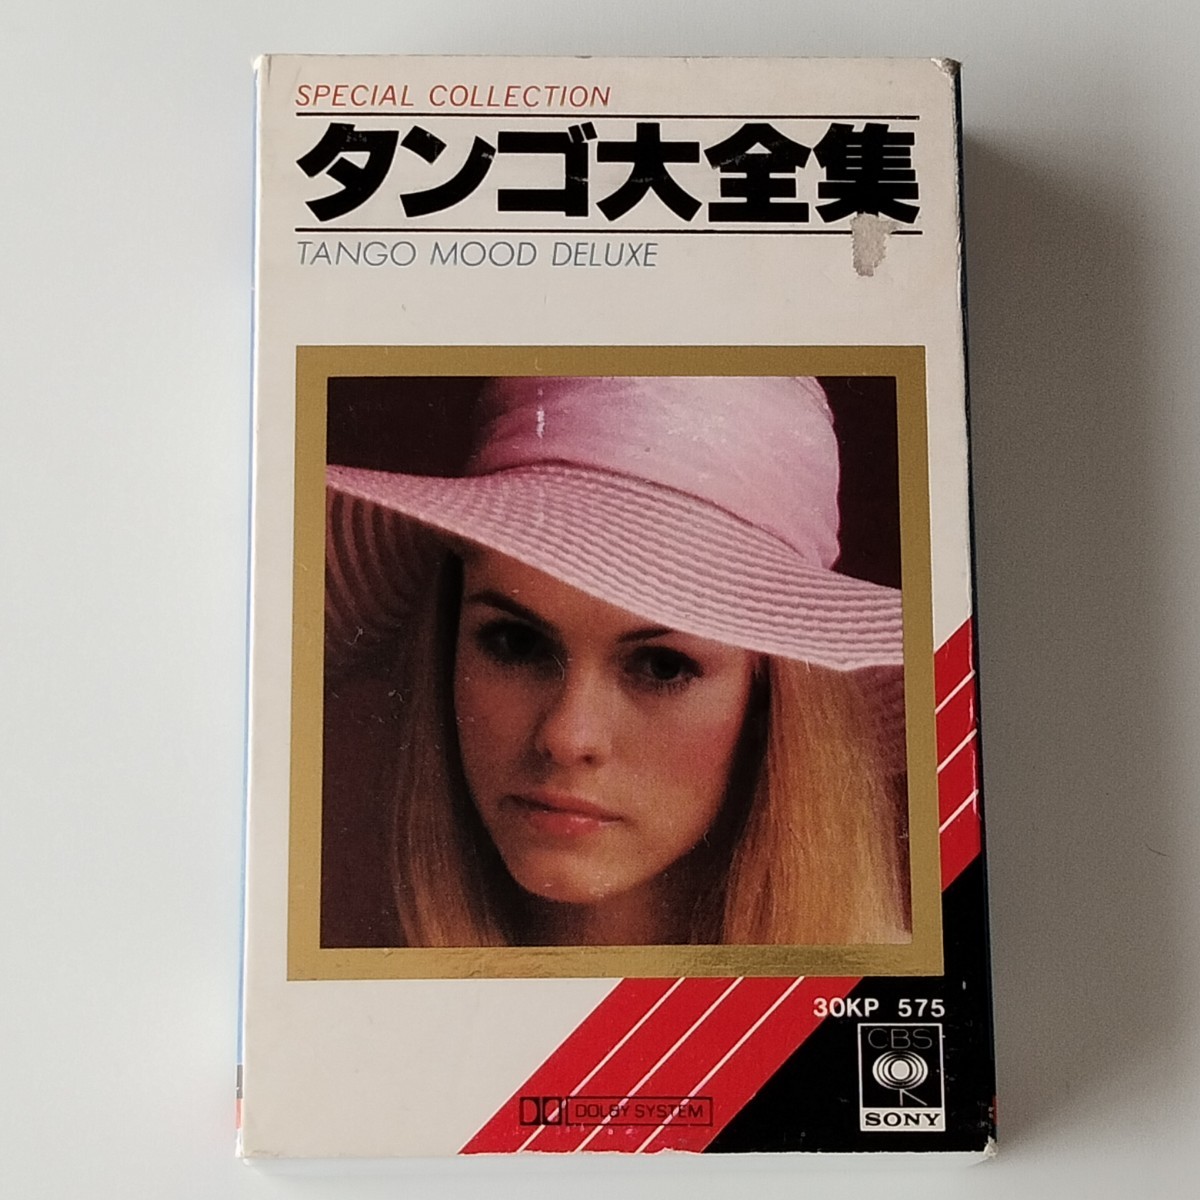 SPECIAL COLLECTION
タンゴ大全集
TANGO MOOD DELUXE
30KP 575
CBS
SONY
DOLBY SYSTEM